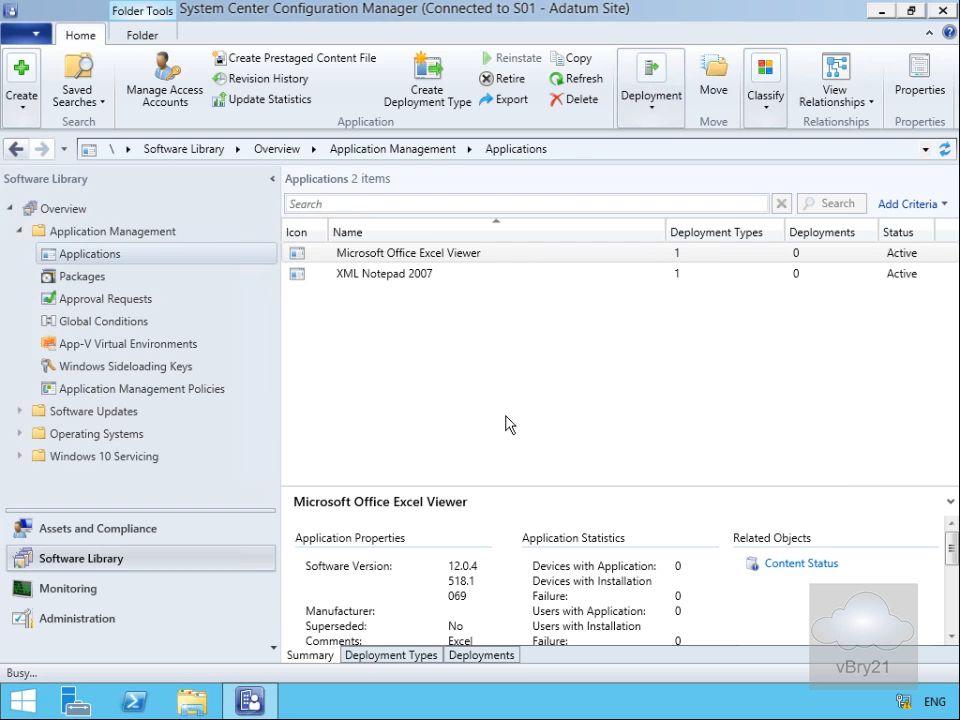 Folder Tools System Center Configuration Manager (Connected to S01 - Adatum Site)
Home Folder
Create
Saved Searches
Search
Manage Access Accounts
Create Prestaged Content File
Revision History
Update Statistics
Create Deployment Type
Reinstate
Retire
Export
Copy
Refresh
Delete
Application
Deployment
Move
Move
Classify
View Relationships
Relationships
Properties
Properties
\ Software Library Overview Application Management Applications
Software Library
Overview
Application Management
Applications
Packages
Approval Requests
Global Conditions
App-V Virtual Environments
Windows Sideloading Keys
Application Management Policies
Software Updates
Operating Systems
Windows 10 Servicing
Assets and Compliance
Software Library
Monitoring
Administration
Applications 2 items
Search Search Add Criteria
Icon Name Deployment Types Deployments Status
Microsoft Office Excel Viewer 1 0 Active
XML Notepad 2007 1 0 Active
Microsoft Office Excel Viewer
Application Properties
Software Version: 12.0.4
518.1
069
Manufacturer:
Superseded: No
Comments: Excel
Application Statistics
Devices with Application: 0
Devices with Installation
Failure: 0
Users with Application: 0
Users with Installation
Failure: 0
Related Objects
Content Status
vBry21
Summary Deployment Types Deployments
Busy...
ENG